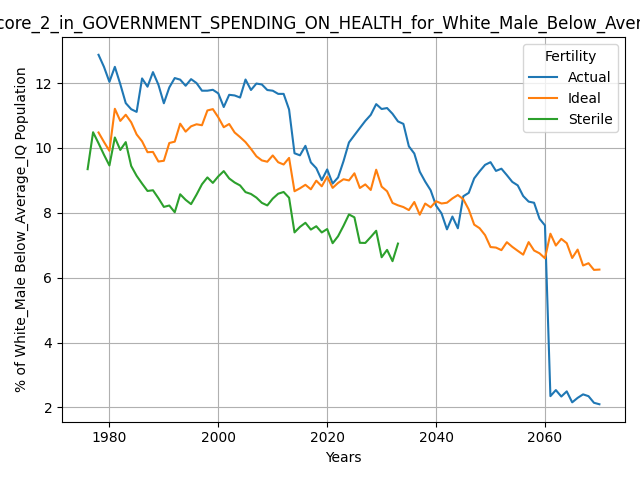 core_2_in_GOVERNMENT_SPENDING_ON_HEALTH_for_White_Male_Below_Aver
Fertility
Actual
Ideal
Sterile
% of White_Male Below_Average_IQ Population
12
10
8
6
4
2
1980 2000 2020 2040 2060
Years